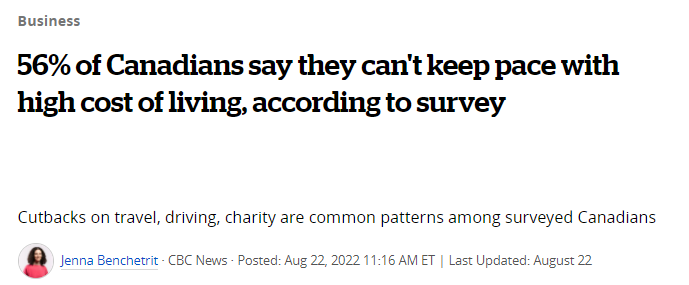 Business
56% of Canadians say they can't keep pace with
high cost of living, according to survey
Cutbacks on travel, driving, charity are common patterns among surveyed Canadians
Jenna Benchetrit · CBC News · Posted: Aug 22, 2022 11:16 AM ET | Last Updated: August 22